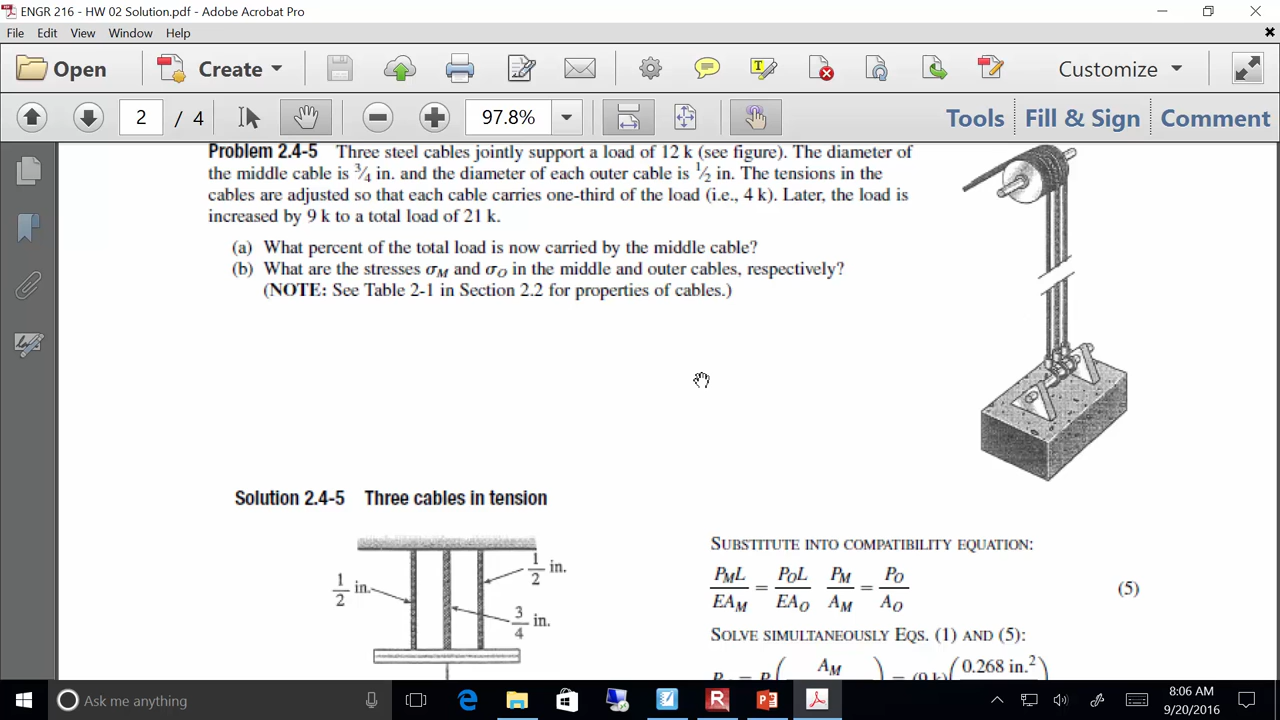 ENGR 216 - HW 02 Solution.pdf - Adobe Acrobat Pro
File Edit View Window Help
Open Create Customize
2 / 4 97.8% Tools Fill & Sign Comment
Problem 2.4-5 Three steel cables jointly support a load of 12 k (see figure). The diameter of
the middle cable is 3/4 in. and the diameter of each outer cable is 1/2 in. The tensions in the
cables are adjusted so that each cable carries one-third of the load (i.e., 4 k). Later, the load is
increased by 9 k to a total load of 21 k.
(a) What percent of the total load is now carried by the middle cable?
(b) What are the stresses σM and σO in the middle and outer cables, respectively?
(NOTE: See Table 2-1 in Section 2.2 for properties of cables.)
Solution 2.4-5 Three cables in tension
1/2 in.
1/2 in.
3/4 in.
SUBSTITUTE INTO COMPATIBILITY EQUATION:
PML/EAM = POL/EAO PM/AM = PO/AO (5)
SOLVE SIMULTANEOUSLY EQS. (1) AND (5):
AM = (9 k) (0.268 in.2)
Ask me anything
8:06 AM
9/20/2016